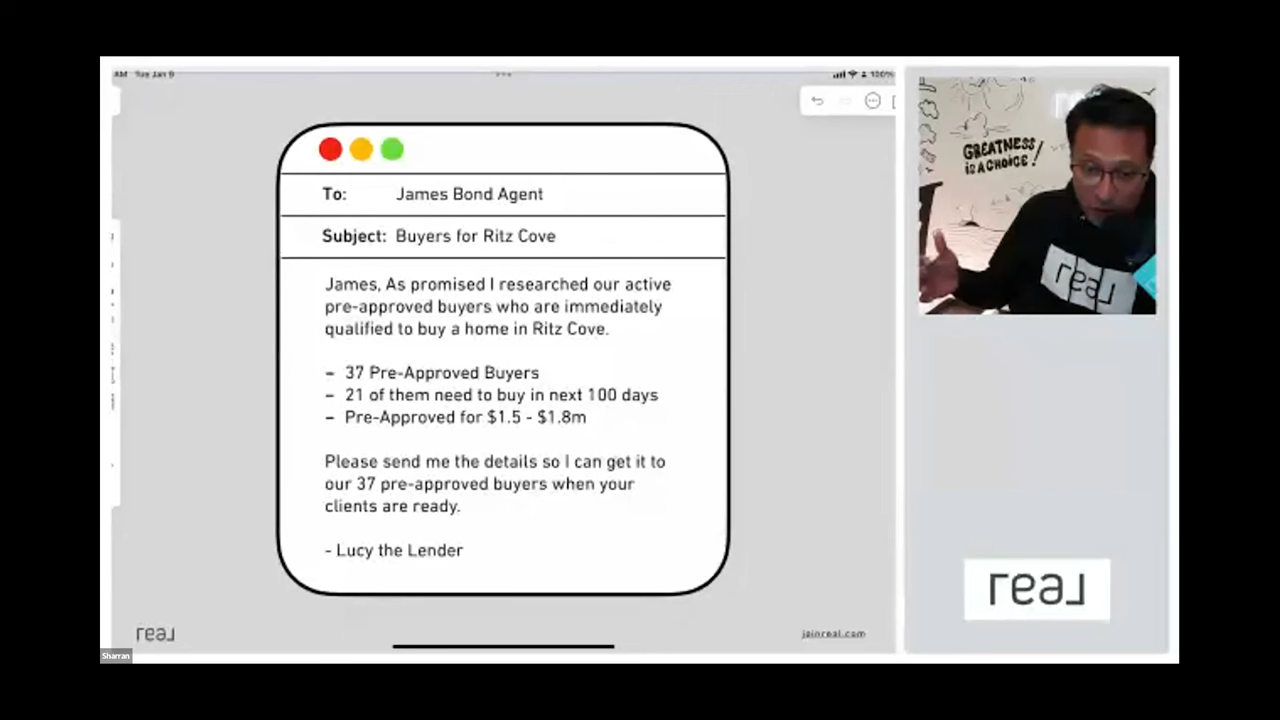 AM Tue Jan 9
100%
To: James Bond Agent
Subject: Buyers for Ritz Cove
James, As promised I researched our active
pre-approved buyers who are immediately
qualified to buy a home in Ritz Cove.
- 37 Pre-Approved Buyers
- 21 of them need to buy in next 100 days
- Pre-Approved for $1.5 - $1.8m
Please send me the details so I can get it to
our 37 pre-approved buyers when your
clients are ready.
- Lucy the Lender
real
joinreal.com
Sharran
GREATNESS
is A CHOICE!
real
real